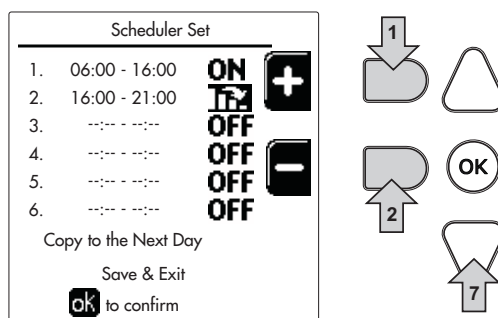 Scheduler Set
1. 06:00 - 16:00 ON
2. 16:00 - 21:00
3. --:-- - --:-- OFF
4. --:-- - --:-- OFF
5. --:-- - --:-- OFF
6. --:-- - --:-- OFF
Copy to the Next Day
Save & Exit
ok to confirm
+
-
1
OK
2
7